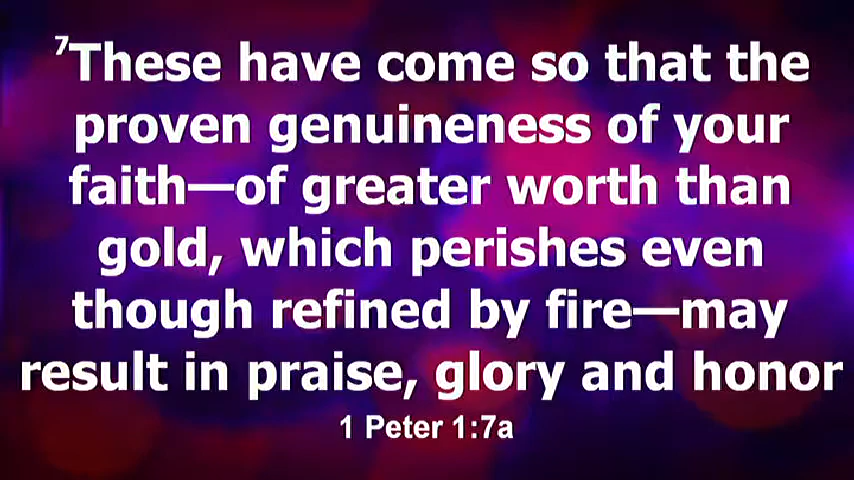 ⁷These have come so that the
proven genuineness of your
faith—of greater worth than
gold, which perishes even
though refined by fire—may
result in praise, glory and honor
1 Peter 1:7a